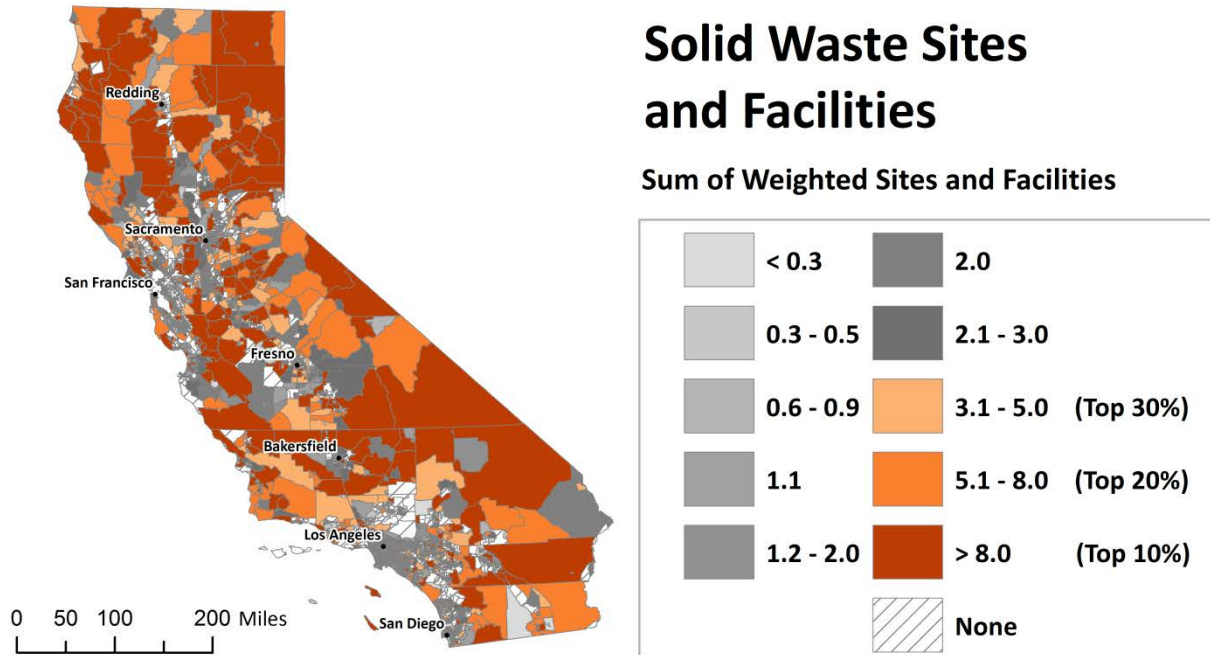 Solid Waste Sites
and Facilities
Sum of Weighted Sites and Facilities
< 0.3
0.3 - 0.5
0.6 - 0.9
1.1
1.2 - 2.0
2.0
2.1 - 3.0
3.1 - 5.0 (Top 30%)
5.1 - 8.0 (Top 20%)
> 8.0 (Top 10%)
None
Redding
Sacramento
San Francisco
Fresno
Bakersfield
Los Angeles
San Diego
0 50 100 200 Miles